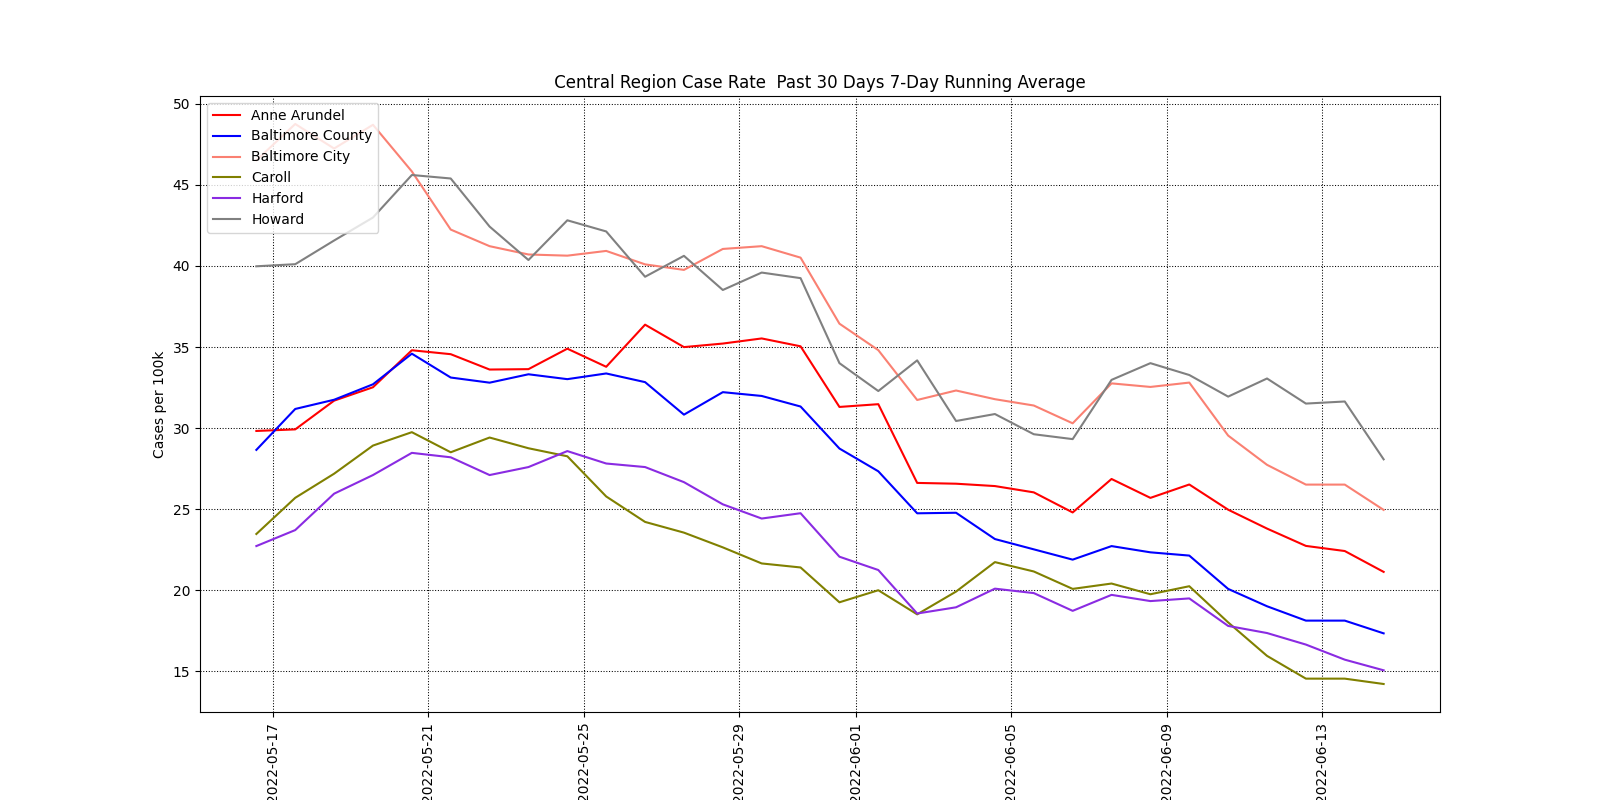 Central Region Case Rate  Past 30 Days 7-Day Running Average
50
45
40
35
30
25
20
15
Cases per 100k
Anne Arundel
Baltimore County
Baltimore City
Caroll
Harford
Howard
2022-05-17
2022-05-21
2022-05-25
2022-05-29
2022-06-01
2022-06-05
2022-06-09
2022-06-13